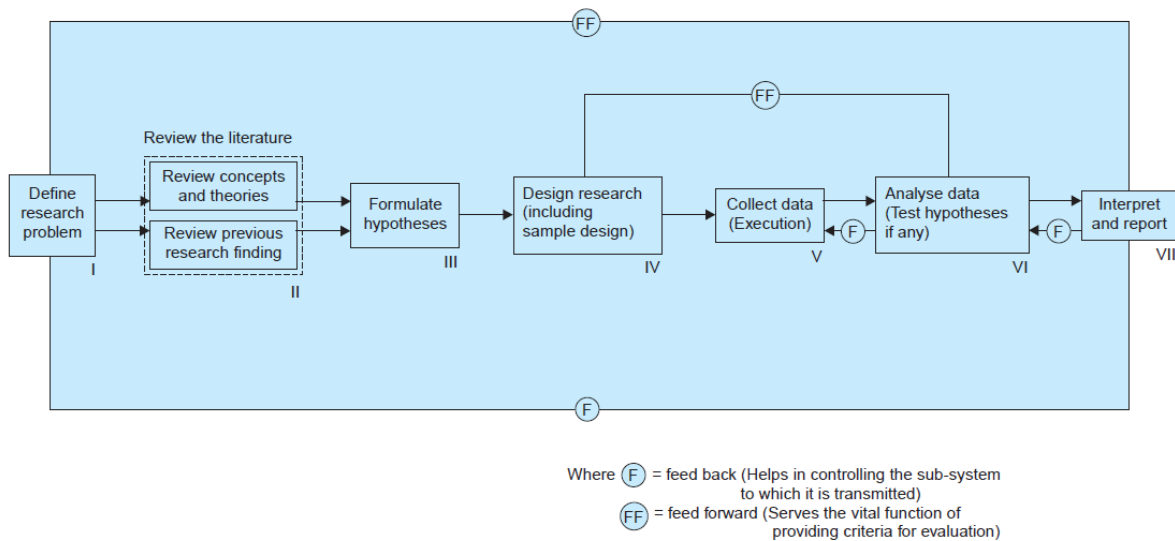 FF
FF
Review the literature
Define
research
problem
I
Review concepts
and theories
Review previous
research finding
II
Formulate
hypotheses
III
Design research
(including
sample design)
IV
Collect data
(Execution)
V
F
Analyse data
(Test hypotheses
if any)
VI
F
Interpret
and report
VII
F
Where F = feed back (Helps in controlling the sub-system
to which it is transmitted)
FF = feed forward (Serves the vital function of
providing criteria for evaluation)